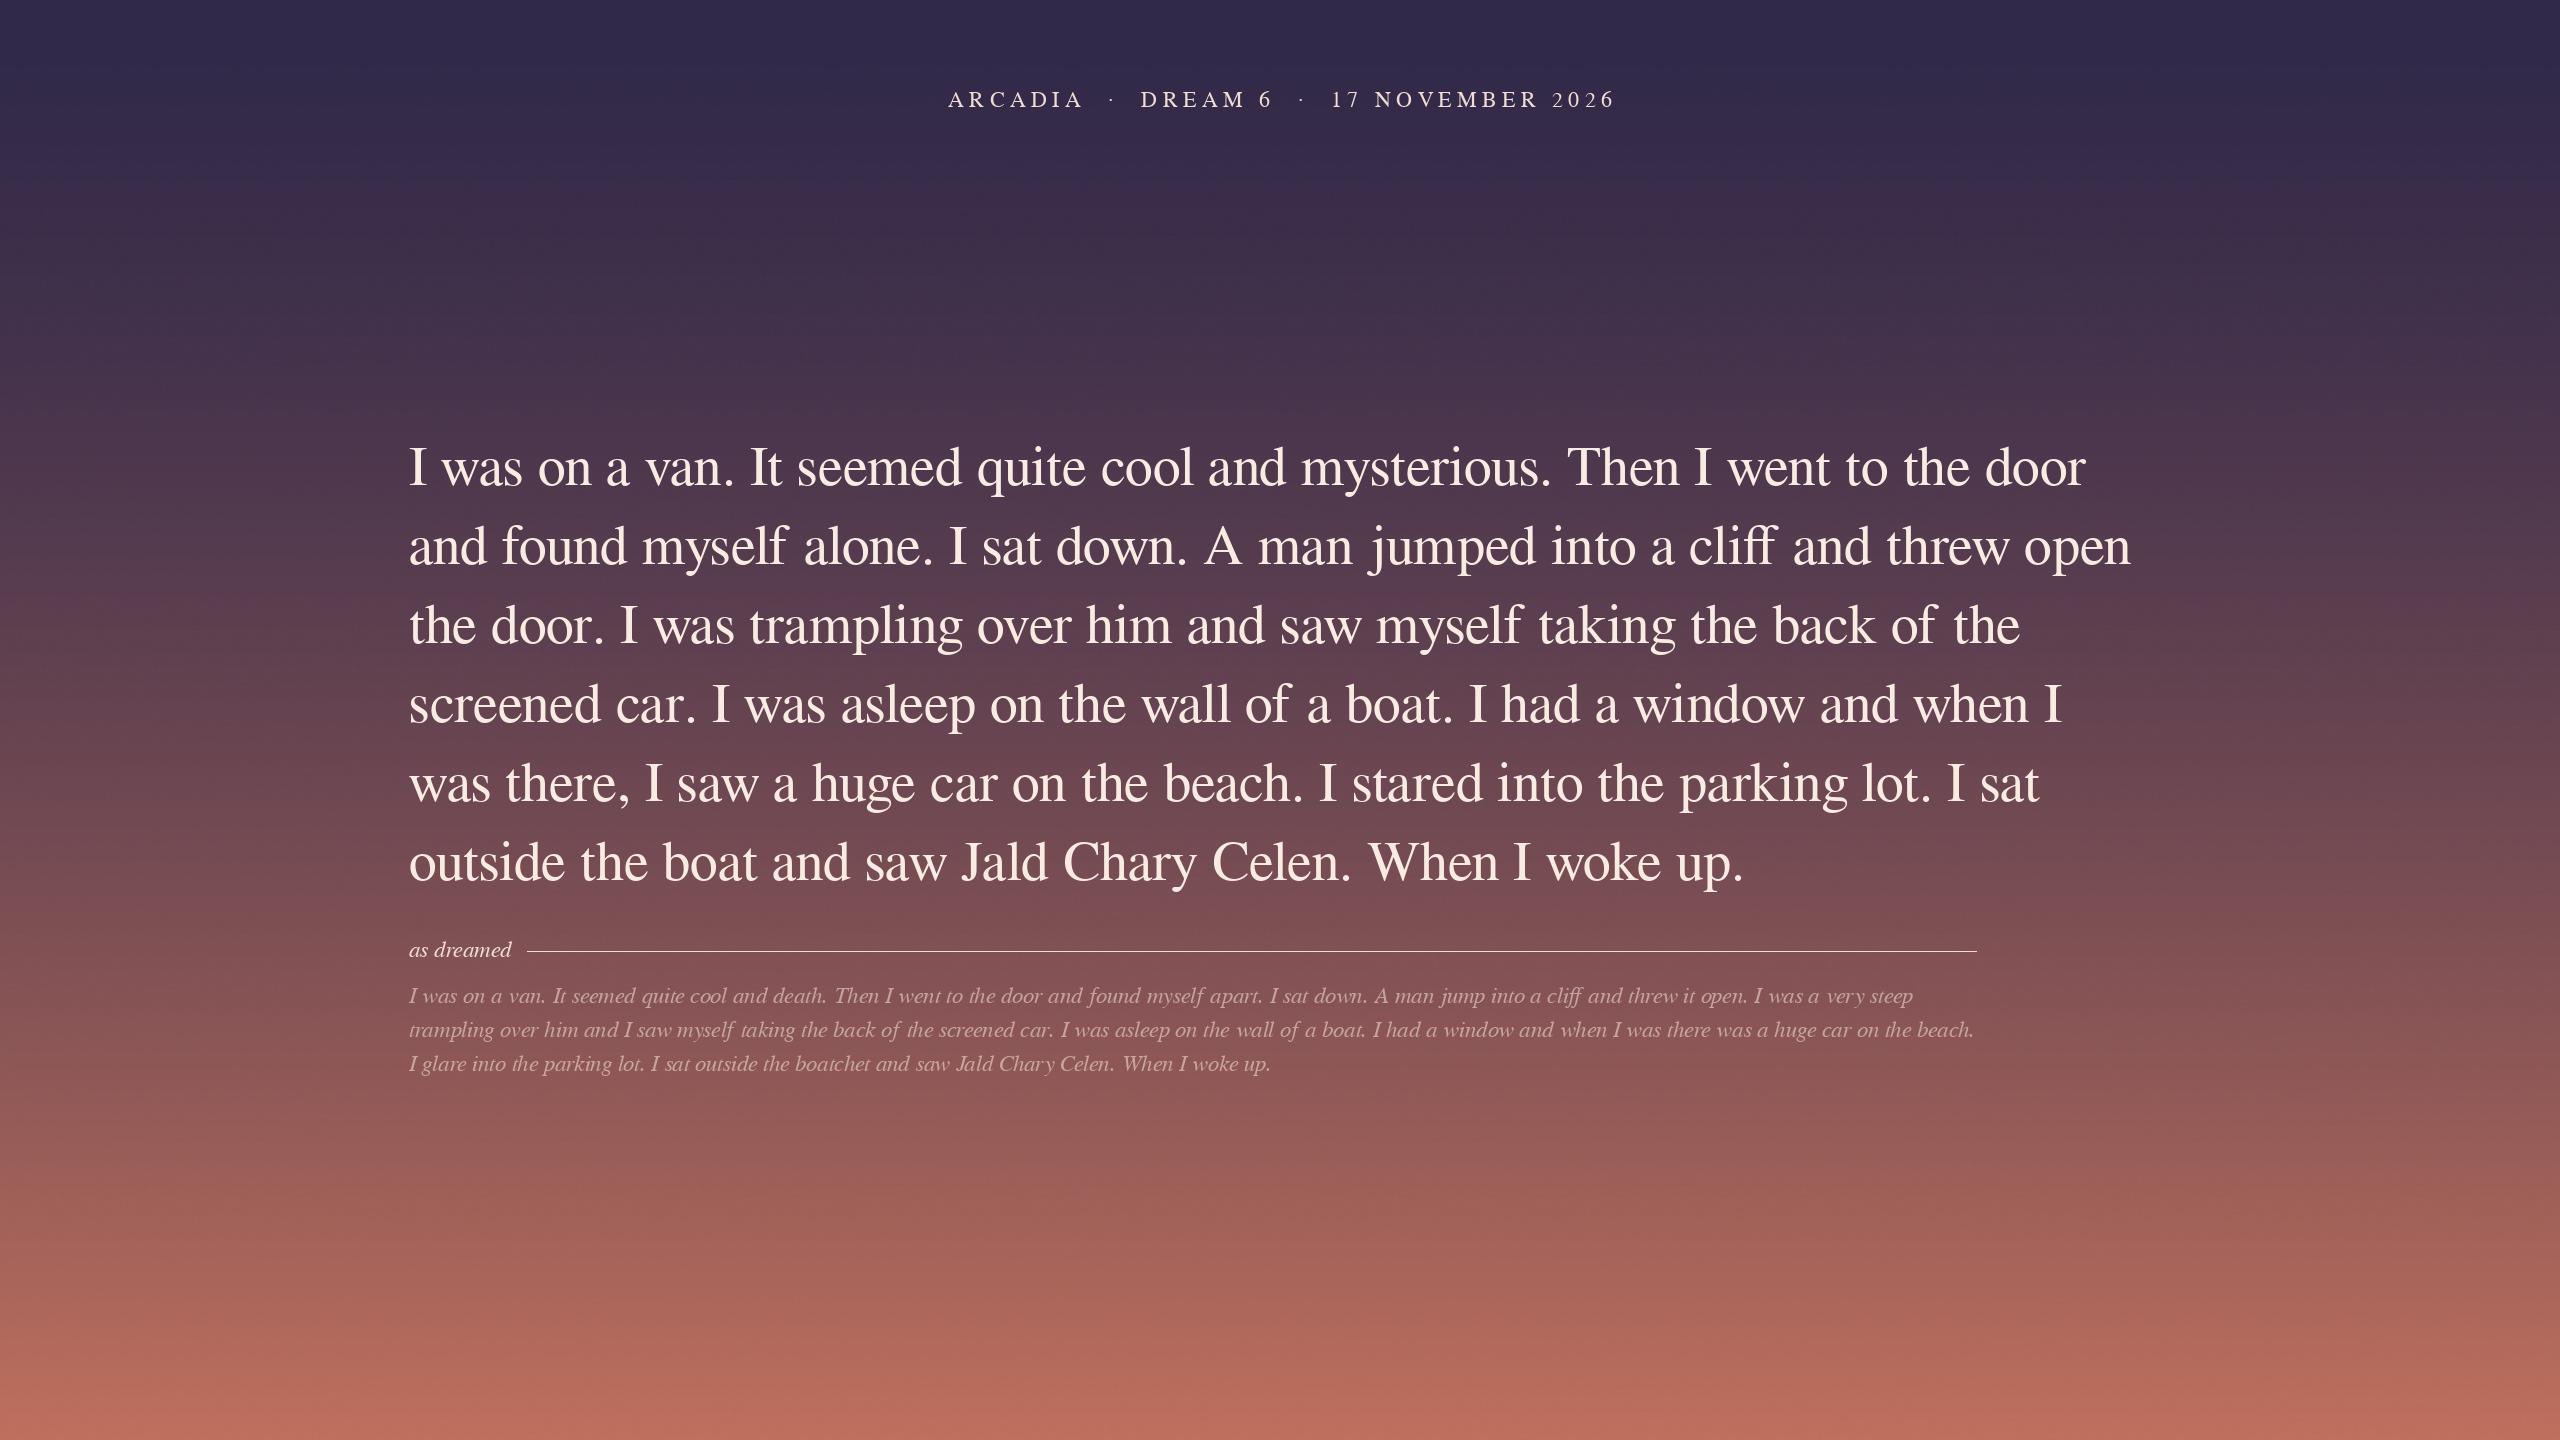 ARCADIA · DREAM 6 · 17 NOVEMBER 2026
I was on a van. It seemed quite cool and mysterious. Then I went to the door
and found myself alone. I sat down. A man jumped into a cliff and threw open
the door. I was trampling over him and saw myself taking the back of the
screened car. I was asleep on the wall of a boat. I had a window and when I
was there, I saw a huge car on the beach. I stared into the parking lot. I sat
outside the boat and saw Jald Chary Celen. When I woke up.
as dreamed
I was on a van. It seemed quite cool and death. Then I went to the door and found myself apart. I sat down. A man jump into a cliff and threw it open. I was a very steep
trampling over him and I saw myself taking the back of the screened car. I was asleep on the wall of a boat. I had a window and when I was there was a huge car on the beach.
I glare into the parking lot. I sat outside the boatchet and saw Jald Chary Celen. When I woke up.